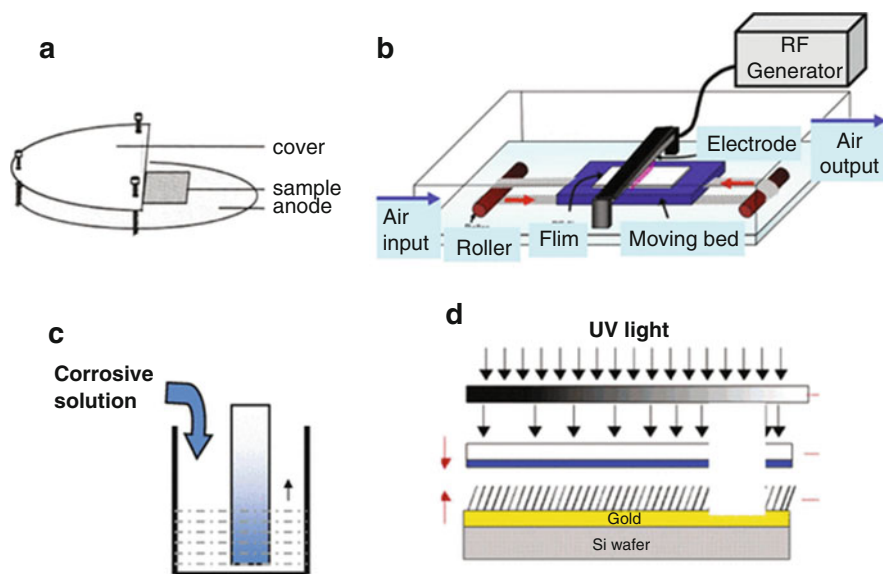 a
cover
sample
anode
b
RF
Generator
Electrode
Air
output
Air
input
Roller
Flim
Moving bed
c
Corrosive
solution
d
UV light
Gold
Si wafer